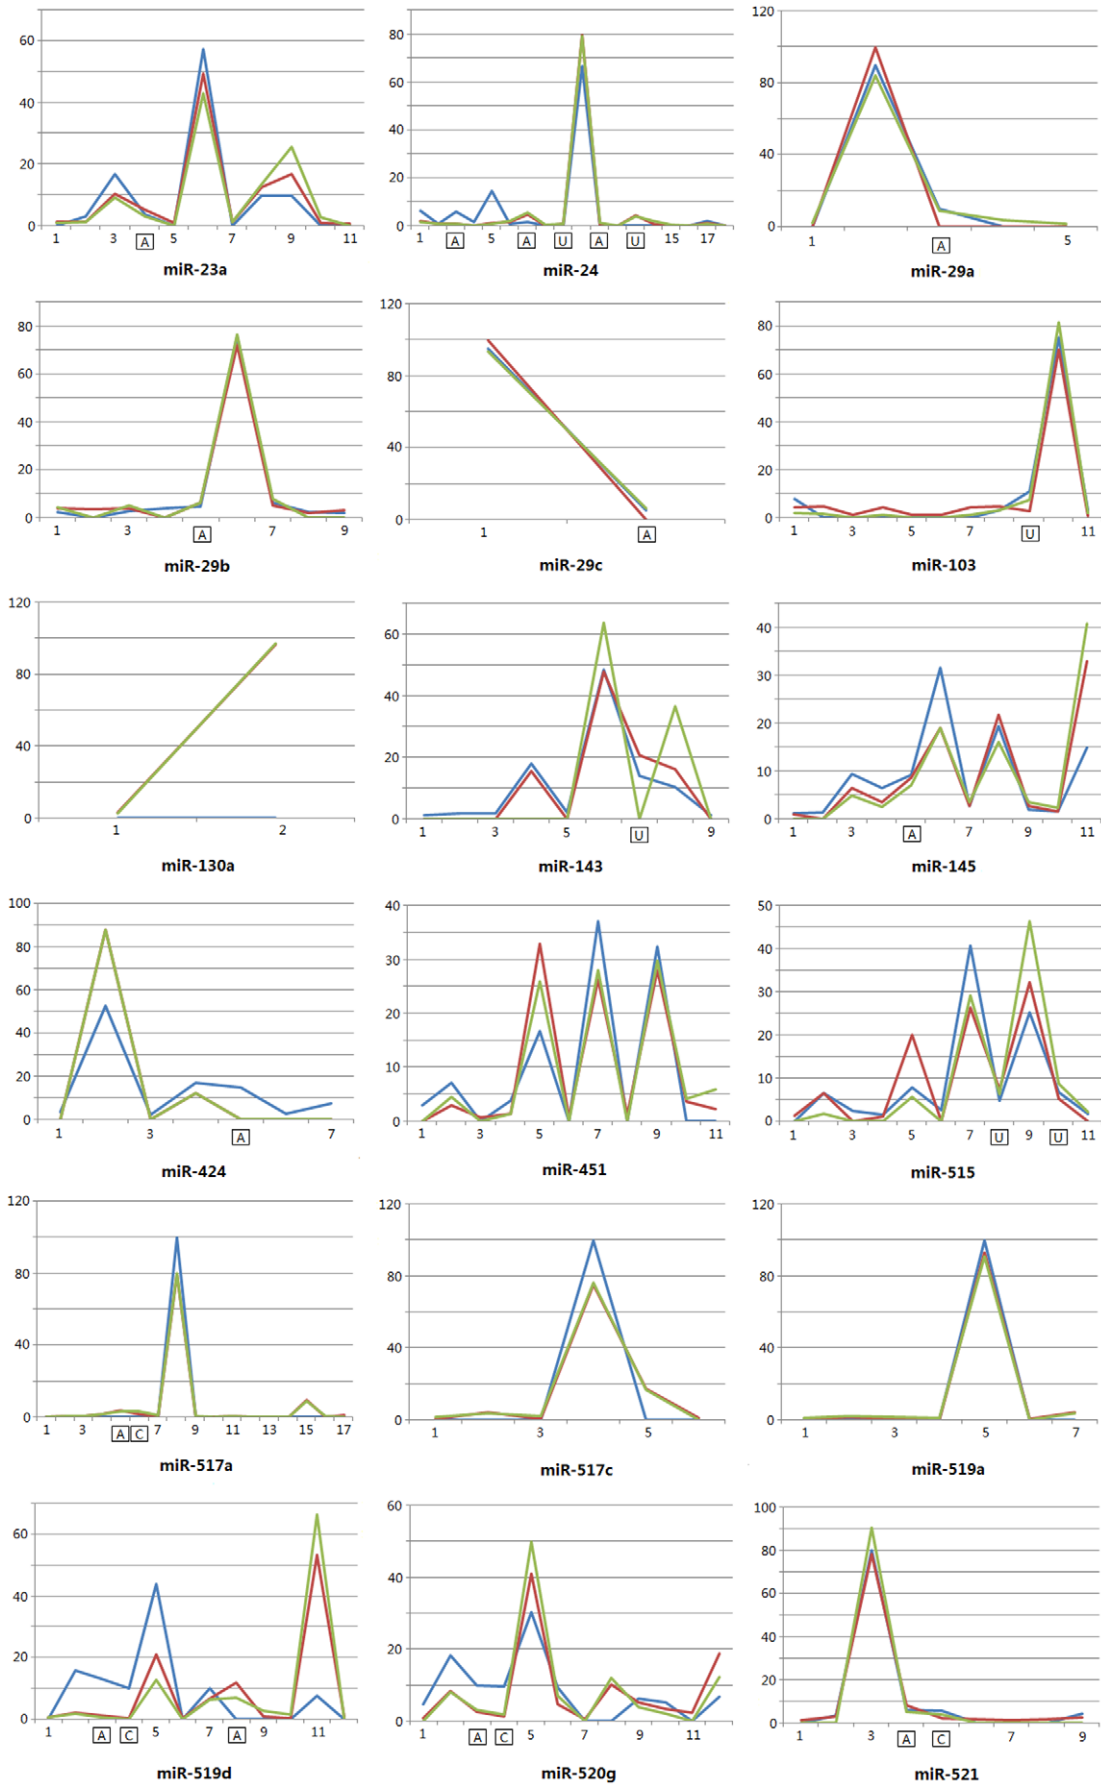 60
40
20
0
1 3 A 5 7 9 11
miR-23a
80
60
40
20
0
1 A 5 A U A U 15 17
miR-24
120
80
40
0
1 A 5
miR-29a
80
60
40
20
0
1 3 A 7 9
miR-29b
120
80
40
0
1 A
miR-29c
80
60
40
20
0
1 3 5 7 U 11
miR-103
120
80
40
0
1 2
miR-130a
60
40
20
0
1 3 5 U 9
miR-143
40
30
20
10
0
1 3 A 7 9 11
miR-145
100
80
60
40
20
0
1 3 A 7
miR-424
40
30
20
10
0
1 3 5 7 9 11
miR-451
50
40
30
20
10
0
1 3 5 7 U 9 U 11
miR-515
120
80
40
0
1 3 A C 7 9 11 13 15 17
miR-517a
120
80
40
0
1 3 5
miR-517c
120
80
40
0
1 3 5 7
miR-519a
60
40
20
0
1 A C 5 7 A 9 11
miR-519d
60
40
20
0
1 A C 5 7 9 11
miR-520g
100
80
60
40
20
0
1 3 A C 7 9
miR-521